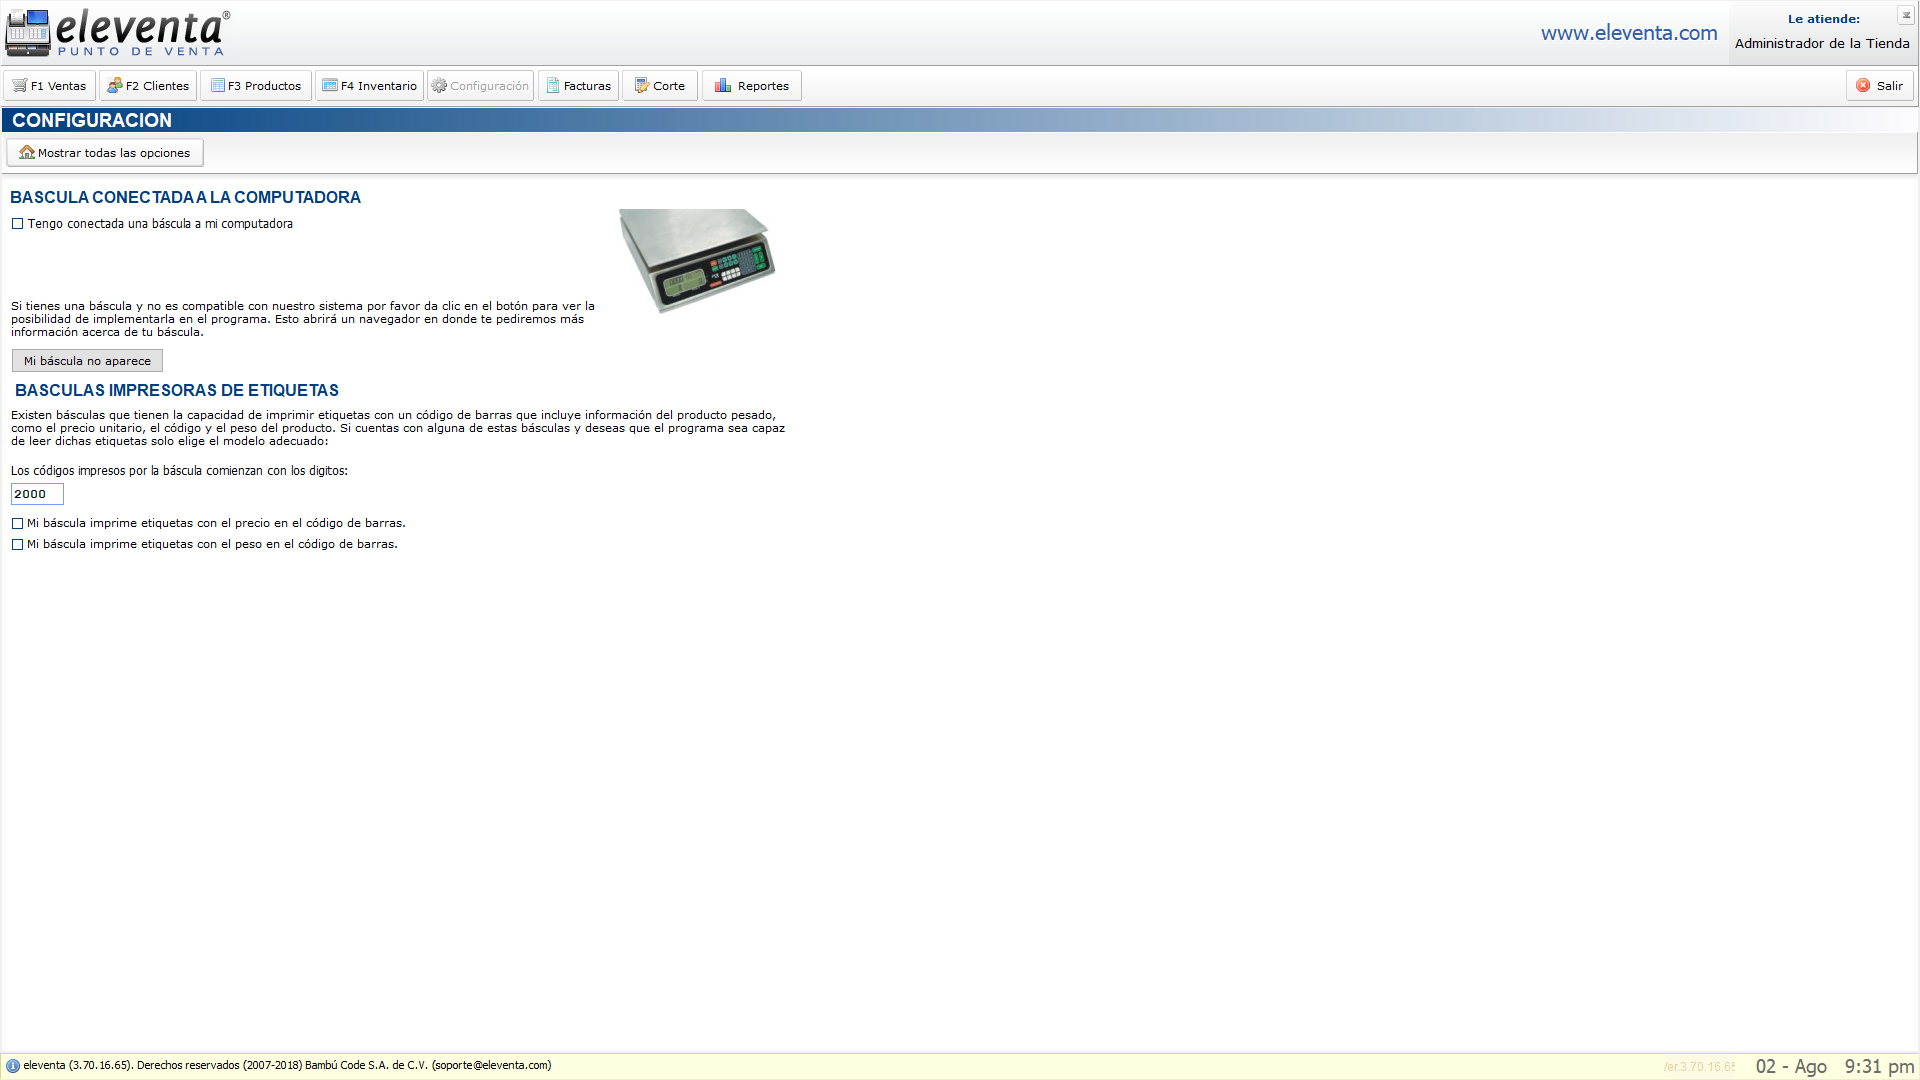 eleventa®
PUNTO DE VENTA
www.eleventa.com
Le atiende:
Administrador de la Tienda
F1 Ventas
F2 Clientes
F3 Productos
F4 Inventario
Configuración
Facturas
Corte
Reportes
Salir
CONFIGURACION
Mostrar todas las opciones
BASCULA CONECTADA A LA COMPUTADORA
Tengo conectada una báscula a mi computadora
Si tienes una báscula y no es compatible con nuestro sistema por favor da clic en el botón para ver la
posibilidad de implementarla en el programa. Esto abrirá un navegador en donde te pediremos más
información acerca de tu báscula.
Mi báscula no aparece
BASCULAS IMPRESORAS DE ETIQUETAS
Existen básculas que tienen la capacidad de imprimir etiquetas con un código de barras que incluye información del producto pesado,
como el precio unitario, el código y el peso del producto. Si cuentas con alguna de estas básculas y deseas que el programa sea capaz
de leer dichas etiquetas solo elige el modelo adecuado:
Los códigos impresos por la báscula comienzan con los digitos:
2000
Mi báscula imprime etiquetas con el precio en el código de barras.
Mi báscula imprime etiquetas con el peso en el código de barras.
eleventa (3.70.16.65). Derechos reservados (2007-2018) Bambú Code S.A. de C.V. (soporte@eleventa.com)
02 - Ago
9:31 pm